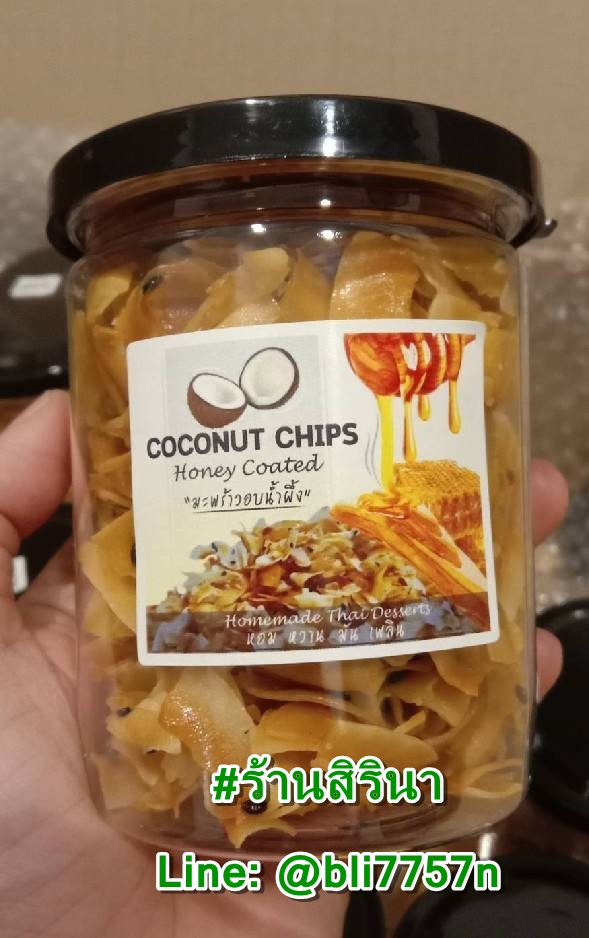 COCONUT CHIPS
Honey Coated
"มะพร้าวอบน้ำผึ้ง"
Homemade Thai Desserts
หอม หวาน มัน เพลิน
#ร้านสิรินา
Line: @bli7757n